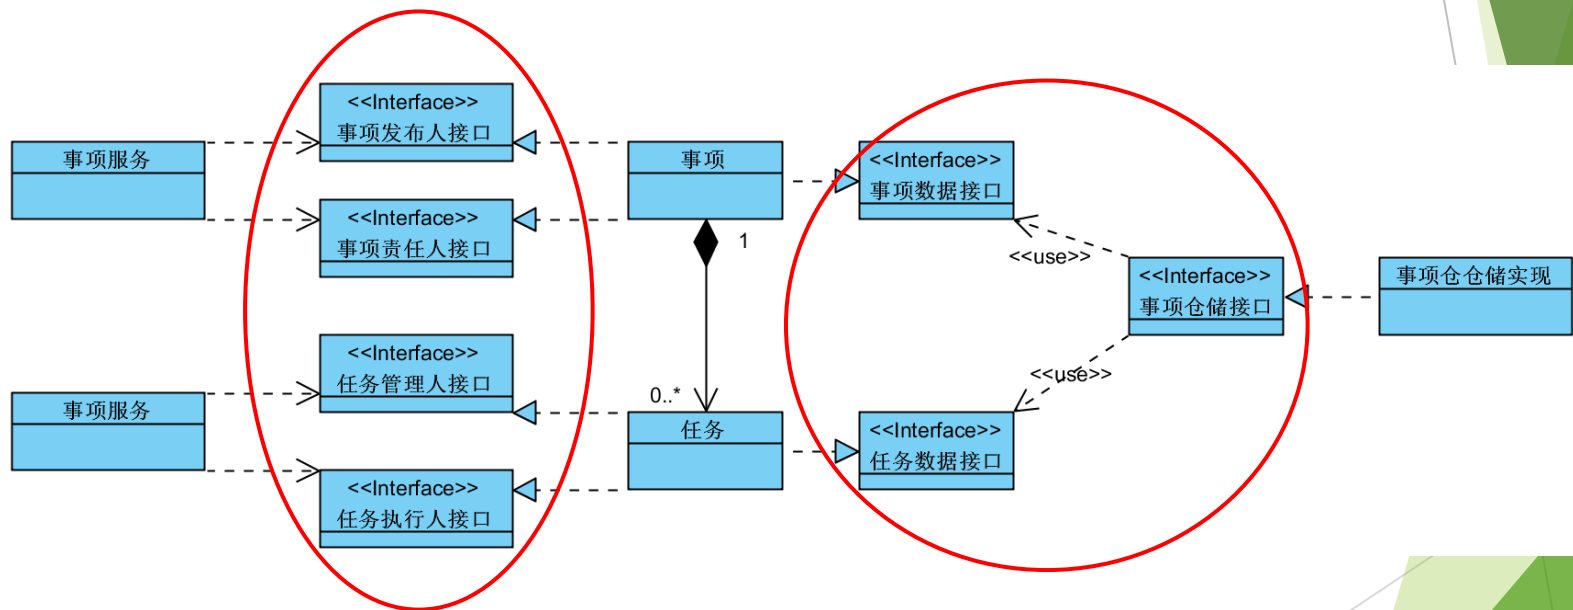 <<Interface>>
事项发布人接口
事项服务
事项
<<Interface>>
事项数据接口
<<Interface>>
事项责任人接口
1
<<use>>
<<Interface>>
事项仓储接口
事项仓仓储实现
<<Interface>>
任务管理人接口
<<use>>
0..*
事项服务
任务
<<Interface>>
任务数据接口
<<Interface>>
任务执行人接口